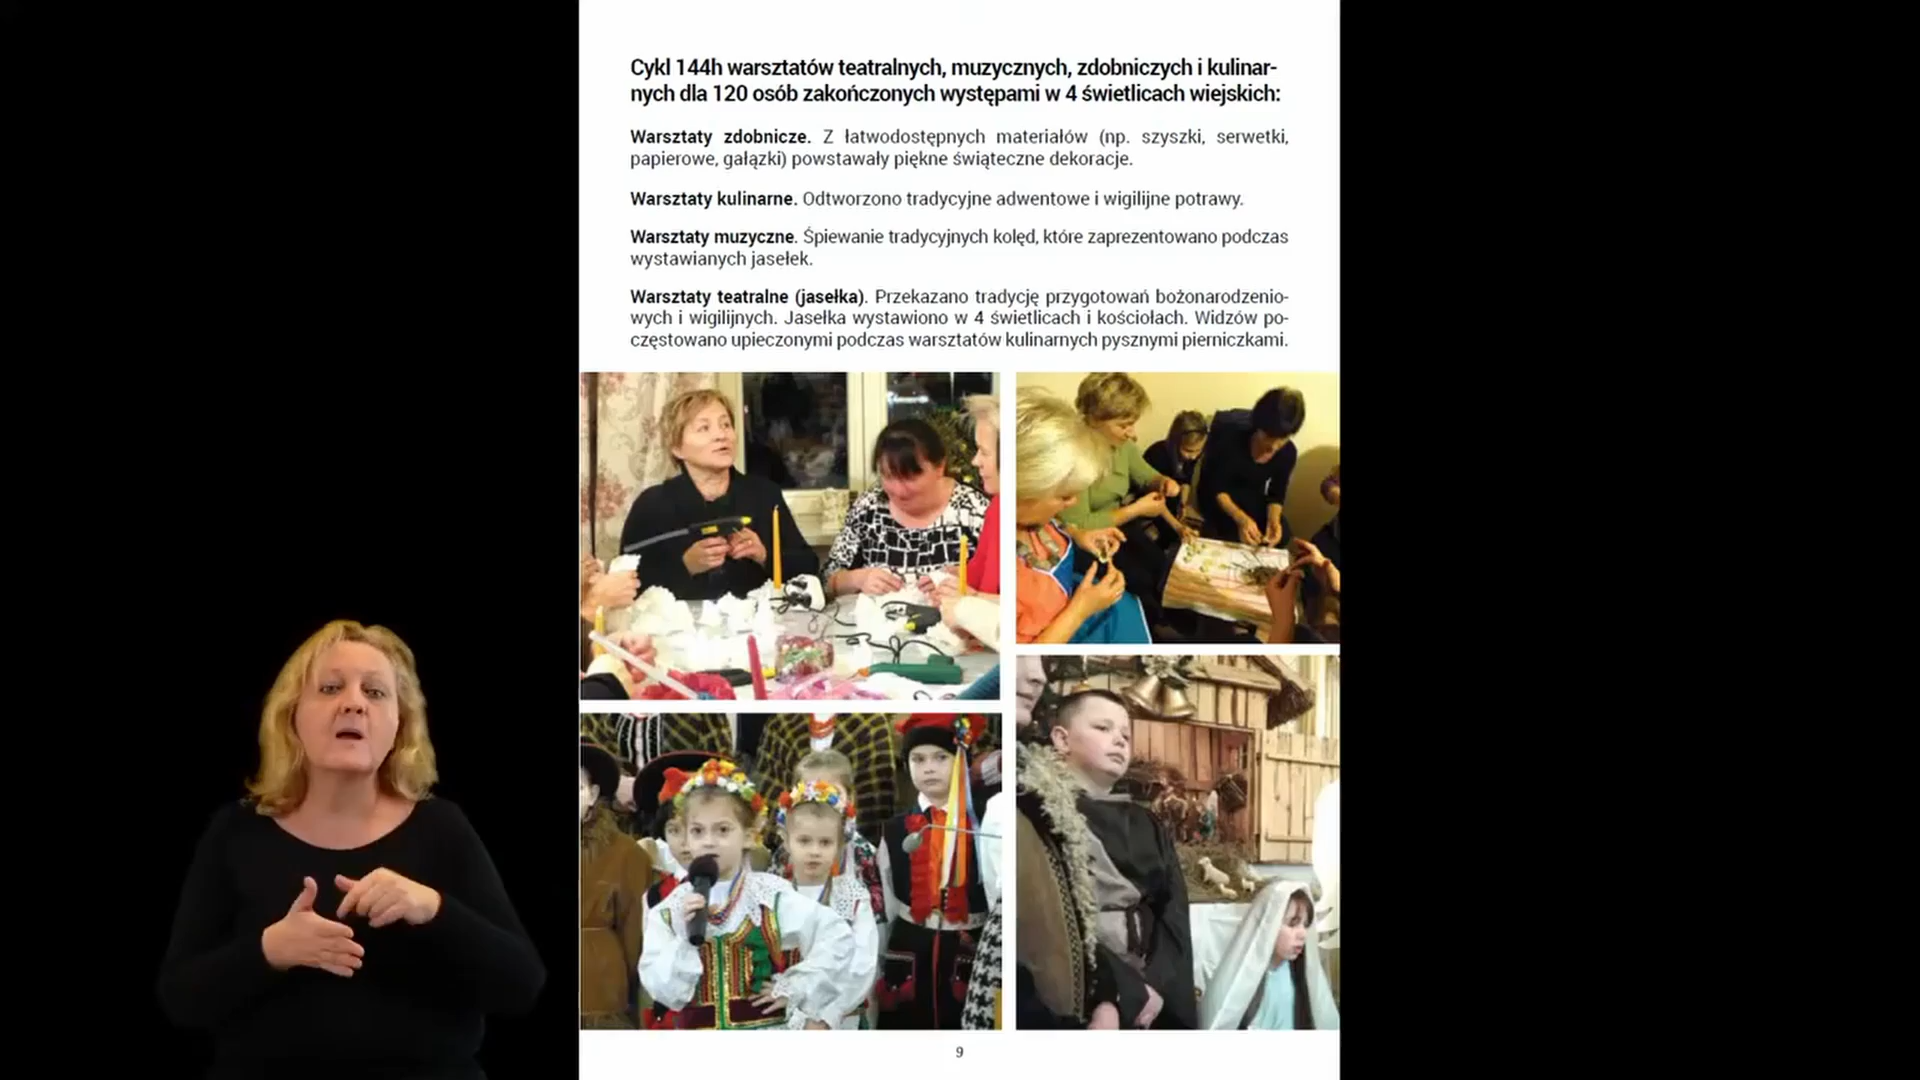 Cykl 144h warsztatów teatralnych, muzycznych, zdobniczych i kulinar-
nych dla 120 osób zakończonych występami w 4 świetlicach wiejskich:
Warsztaty zdobnicze. Z łatwodostępnych materiałów (np. szyszki, serwetki,
papierowe, gałązki) powstawały piękne świąteczne dekoracje.
Warsztaty kulinarne. Odtworzono tradycyjne adwentowe i wigilijne potrawy.
Warsztaty muzyczne. Śpiewanie tradycyjnych kolęd, które zaprezentowano podczas
wystawianych jasełek.
Warsztaty teatralne (jasełka). Przekazano tradycję przygotowań bożonarodzenio-
wych i wigilijnych. Jasełka wystawiono w 4 świetlicach i kościołach. Widzów po-
częstowano upieczonymi podczas warsztatów kulinarnych pysznymi pierniczkami.
9